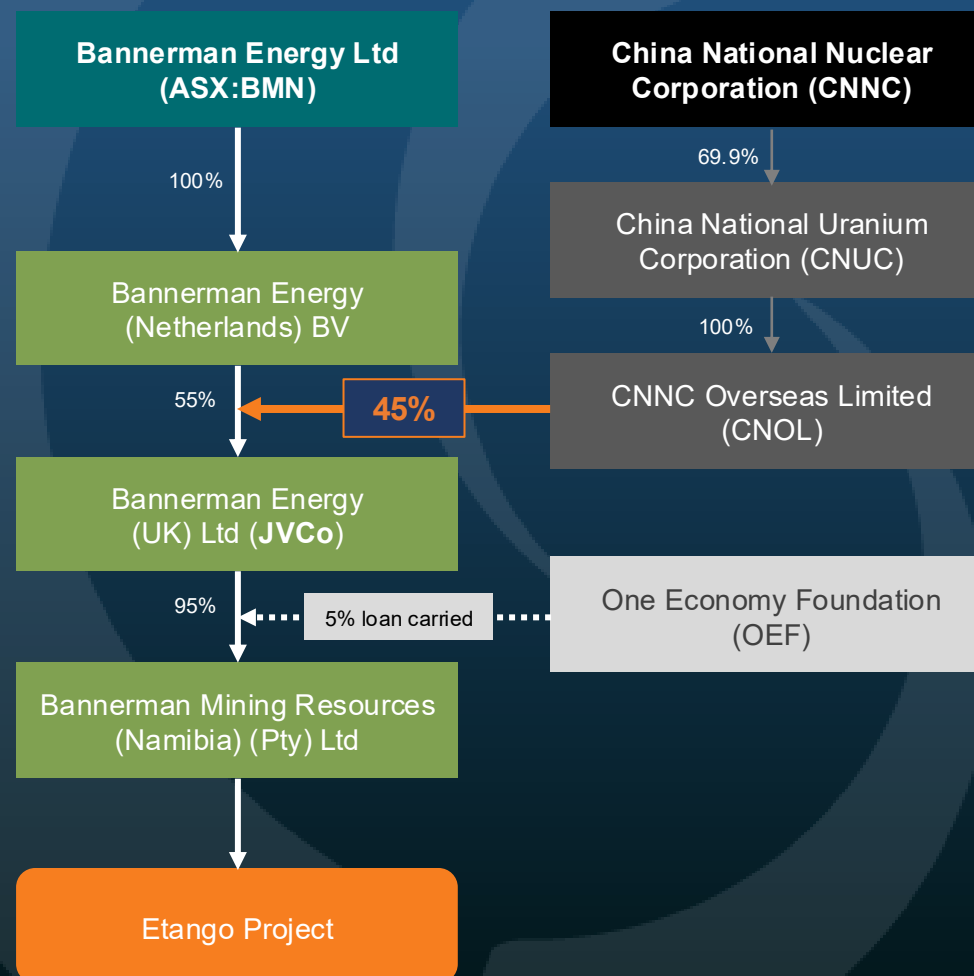 Bannerman Energy Ltd
(ASX:BMN)
100%
Bannerman Energy
(Netherlands) BV
55%
45%
Bannerman Energy
(UK) Ltd (JVCo)
95%
5% loan carried
Bannerman Mining Resources
(Namibia) (Pty) Ltd
Etango Project
China National Nuclear
Corporation (CNNC)
69.9%
China National Uranium
Corporation (CNUC)
100%
CNNC Overseas Limited
(CNOL)
One Economy Foundation
(OEF)